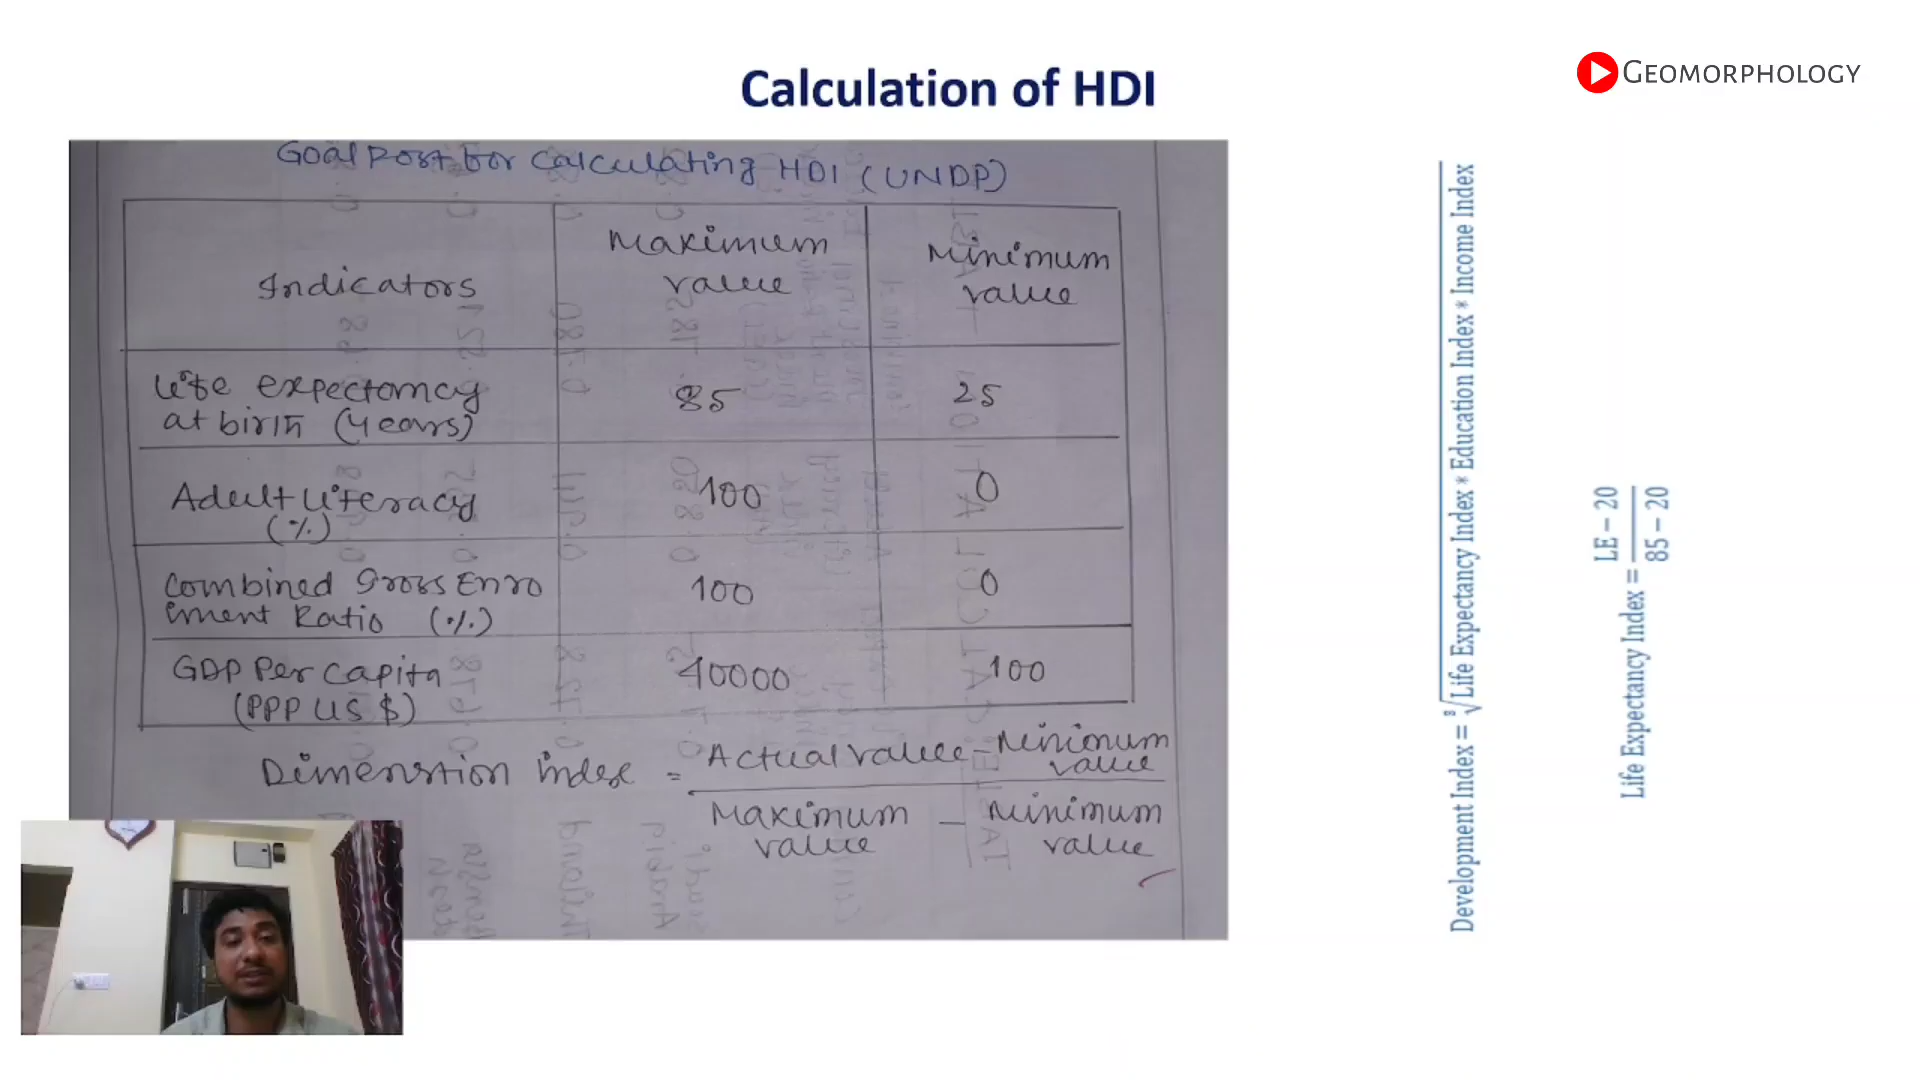 Calculation of HDI
GEOMORPHOLOGY
Goal Post for calculating HDI (UNDP)
Indicators
Maximum
value
Minimum
value
Life expectancy
at birth (Years)
85
25
Adult Literacy
(%)
100
0
Combined Gross Enro
lment Ratio (%)
100
0
GDP Per Capita
(PPP US $)
40000
100
Dimenstion index = Actual value - Minimum
value
Maximum - Minimum
value value
Development Index = ³√Life Expectancy Index * Education Index * Income Index
Life Expectancy Index =
LE – 20
85 – 20